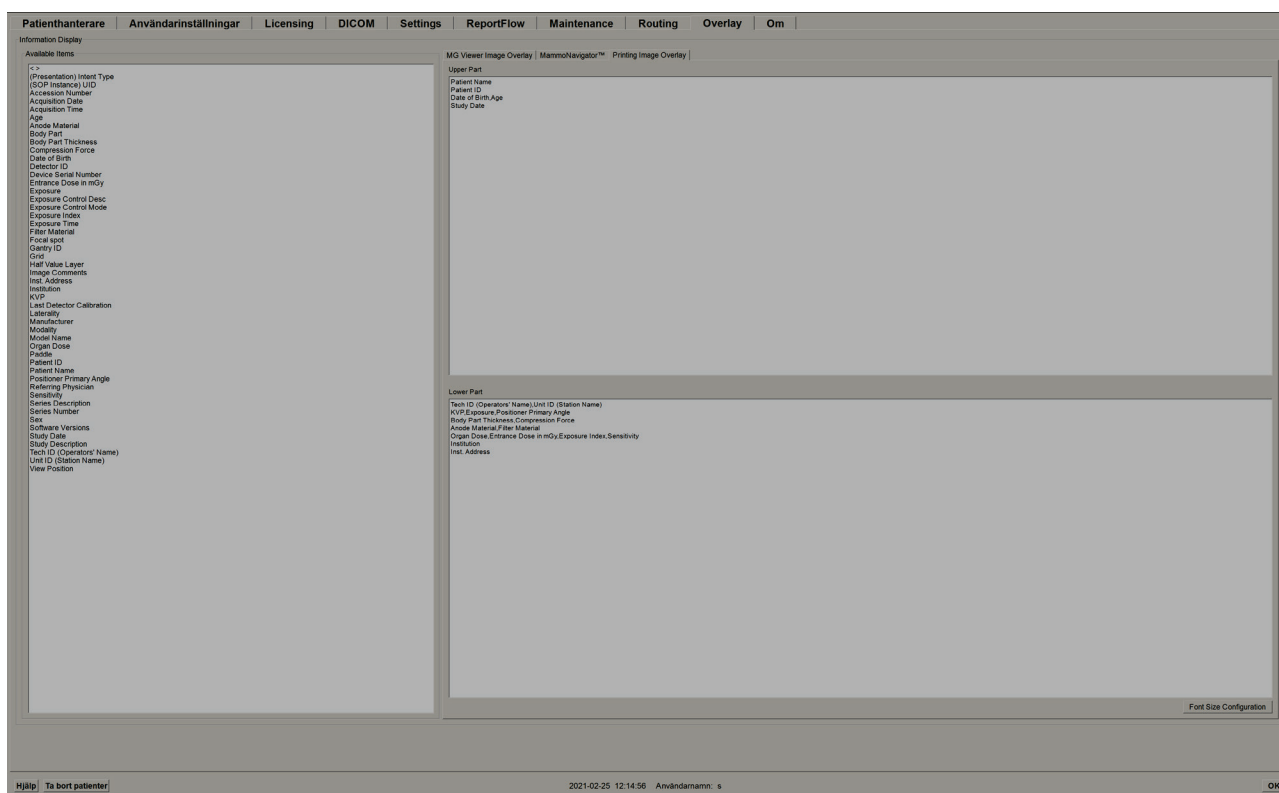 Patienthanterare Användarinställningar Licensing DICOM Settings ReportFlow Maintenance Routing Overlay Om
Information Display
Available Items
< >
(Presentation) Intent Type
(SOP Instance) UID
Accession Number
Acquisition Date
Acquisition Time
Age
Anode Material
Body Part
Body Part Thickness
Compression Force
Date of Birth
Detector ID
Device Serial Number
Entrance Dose in mGy
Exposure
Exposure Control Desc
Exposure Control Mode
Exposure Index
Exposure Time
Filter Material
Focal spot
Gantry ID
Grid
Half Value Layer
Image Comments
Inst. Address
Institution
KVP
Last Detector Calibration
Laterality
Manufacturer
Modality
Model Name
Organ Dose
Paddle
Patient ID
Patient Name
Positioner Primary Angle
Referring Physician
Sensitivity
Series Description
Series Number
Sex
Software Versions
Study Date
Study Description
Tech ID (Operators' Name)
Unit ID (Station Name)
View Position
MG Viewer Image Overlay MammoNavigator™ Printing Image Overlay
Upper Part
Patient Name
Patient ID
Date of Birth,Age
Study Date
Lower Part
Tech ID (Operators' Name),Unit ID (Station Name)
KVP,Exposure,Positioner Primary Angle
Body Part Thickness,Compression Force
Anode Material,Filter Material
Organ Dose,Entrance Dose in mGy,Exposure Index,Sensitivity
Institution
Inst. Address
Font Size Configuration
Hjälp Ta bort patienter 2021-02-25 12:14:56 Användarnamn: s OK